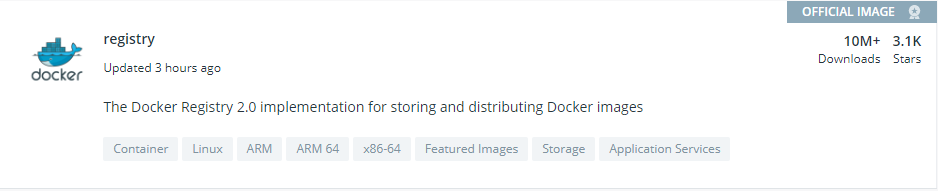 OFFICIAL IMAGE
registry
10M+ 3.1K
Downloads Stars
Updated 3 hours ago
docker
The Docker Registry 2.0 implementation for storing and distributing Docker images
Container Linux ARM ARM 64 x86-64 Featured Images Storage Application Services